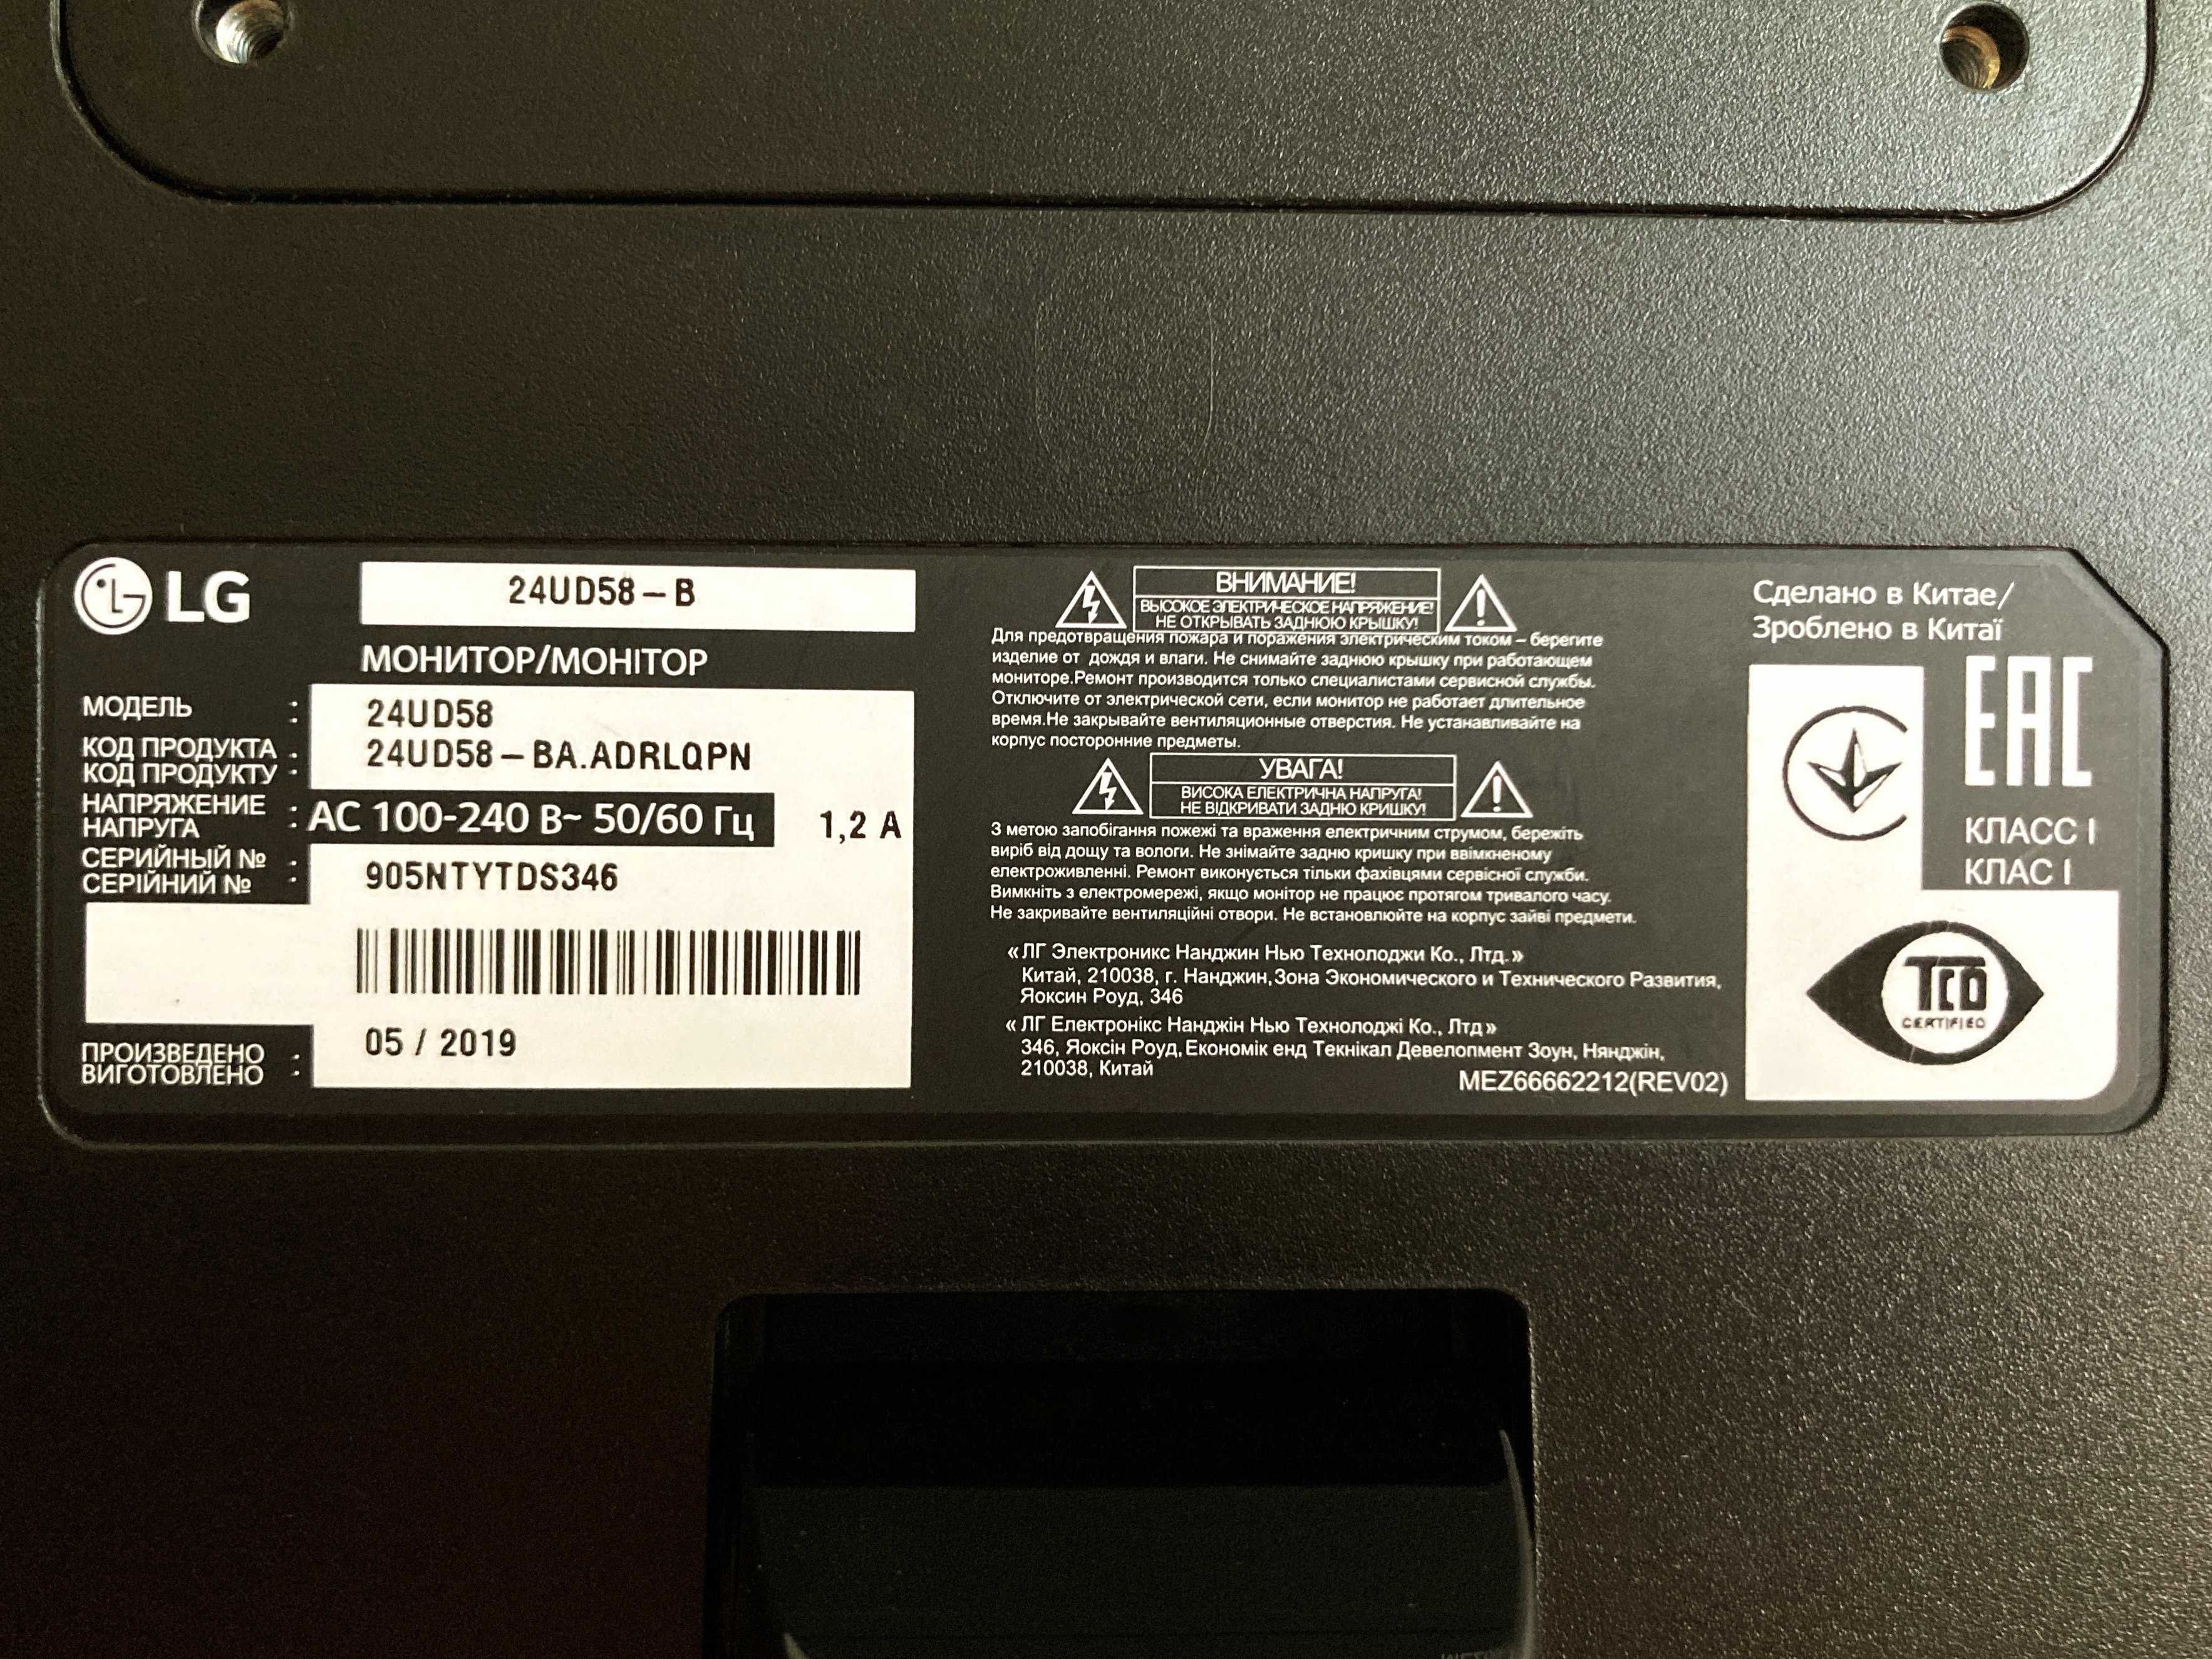 LG
24UD58-B
МОНИТОР/МОНІТОР
МОДЕЛЬ : 24UD58
КОД ПРОДУКТА : 24UD58-BA.ADRLQPN
КОД ПРОДУКТУ :
НАПРЯЖЕНИЕ : AC 100-240 В~ 50/60 Гц 1,2 A
НАПРУГА :
СЕРИЙНЫЙ № : 905NTYTDS346
СЕРІЙНИЙ № :
ПРОИЗВЕДЕНО : 05 / 2019
ВИГОТОВЛЕНО :
ВНИМАНИЕ!
ВЫСОКОЕ ЭЛЕКТРИЧЕСКОЕ НАПРЯЖЕНИЕ!
НЕ ОТКРЫВАТЬ ЗАДНЮЮ КРЫШКУ!
Для предотвращения пожара и поражения электрическим током – берегите
изделие от дождя и влаги. Не снимайте заднюю крышку при работающем
мониторе.Ремонт производится только специалистами сервисной службы.
Отключите от электрической сети, если монитор не работает длительное
время.Не закрывайте вентиляционные отверстия. Не устанавливайте на
корпус посторонние предметы.
УВАГА!
ВИСОКА ЕЛЕКТРИЧНА НАПРУГА!
НЕ ВІДКРИВАТИ ЗАДНЮ КРИШКУ!
З метою запобігання пожежі та враження електричним струмом, бережіть
виріб від дощу та вологи. Не знімайте задню кришку при ввімкненому
електроживленні. Ремонт виконується тільки фахівцями сервісної служби.
Вимкніть з електромережі, якщо монітор не працює протягом тривалого часу.
Не закривайте вентиляційні отвори. Не встановлюйте на корпус зайві предмети.
«ЛГ Электроникс Нанджин Нью Технолоджи Ко., Лтд.»
Китай, 210038, г. Нанджин,Зона Экономического и Технического Развития,
Яоксин Роуд, 346
«ЛГ Електронікс Нанджін Нью Технолоджі Ко., Лтд»
346, Яоксін Роуд,Економік енд Текнікал Девелопмент Зоун, Нянджін,
210038, Китай
MEZ66662212(REV02)
Сделано в Китае/
Зроблено в Китаї
EAC
КЛАСС I
КЛАС I
TCO
CERTIFIED